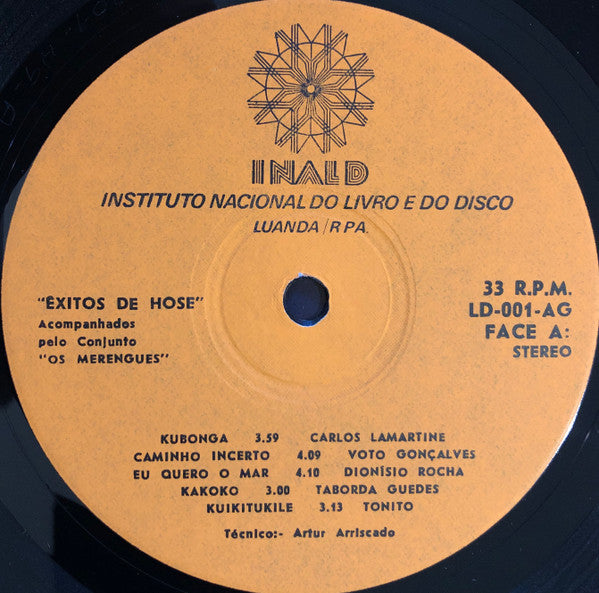 INALD
INSTITUTO NACIONAL DO LIVRO E DO DISCO
LUANDA/RPA.
"ÊXITOS DE HOSE"
Acompanhados
pelo Conjunto
"OS MERENGUES"
33 R.P.M.
LD-001-AG
FACE A:
STEREO
KUBONGA 3.59 CARLOS LAMARTINE
CAMINHO INCERTO 4.09 VOTO GONÇALVES
EU QUERO O MAR 4.10 DIONÍSIO ROCHA
KAKOKO 3.00 TABORDA GUEDES
KUIKITUKILE 3.13 TONITO
Técnico:- Artur Arriscado